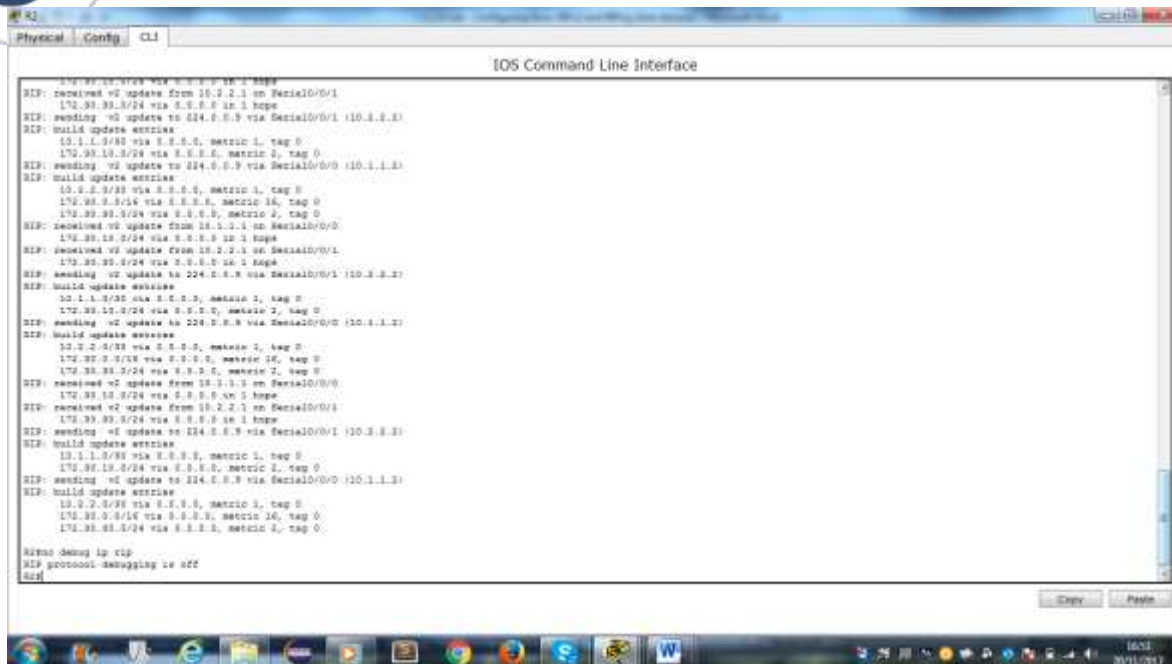 R2
Physical Config CLI
IOS Command Line Interface
172.30.10.0/24 via 0.0.0.0 in 1 hops
RIP: received v2 update from 10.2.2.1 on Serial0/0/1
172.30.30.0/24 via 0.0.0.0 in 1 hops
RIP: sending v2 update to 224.0.0.9 via Serial0/0/1 (10.2.2.2)
RIP: build update entries
10.1.1.0/30 via 0.0.0.0, metric 1, tag 0
172.30.10.0/24 via 0.0.0.0, metric 2, tag 0
RIP: sending v2 update to 224.0.0.9 via Serial0/0/0 (10.1.1.2)
RIP: build update entries
10.2.2.0/30 via 0.0.0.0, metric 1, tag 0
172.30.0.0/16 via 0.0.0.0, metric 16, tag 0
172.30.30.0/24 via 0.0.0.0, metric 2, tag 0
RIP: received v2 update from 10.1.1.1 on Serial0/0/0
172.30.10.0/24 via 0.0.0.0 in 1 hops
RIP: received v2 update from 10.2.2.1 on Serial0/0/1
172.30.30.0/24 via 0.0.0.0 in 1 hops
RIP: sending v2 update to 224.0.0.9 via Serial0/0/1 (10.2.2.2)
RIP: build update entries
10.1.1.0/30 via 0.0.0.0, metric 1, tag 0
172.30.10.0/24 via 0.0.0.0, metric 2, tag 0
RIP: sending v2 update to 224.0.0.9 via Serial0/0/0 (10.1.1.2)
RIP: build update entries
10.2.2.0/30 via 0.0.0.0, metric 1, tag 0
172.30.0.0/16 via 0.0.0.0, metric 16, tag 0
172.30.30.0/24 via 0.0.0.0, metric 2, tag 0
RIP: received v2 update from 10.1.1.1 on Serial0/0/0
172.30.10.0/24 via 0.0.0.0 in 1 hops
RIP: received v2 update from 10.2.2.1 on Serial0/0/1
172.30.30.0/24 via 0.0.0.0 in 1 hops
RIP: sending v2 update to 224.0.0.9 via Serial0/0/1 (10.2.2.2)
RIP: build update entries
10.1.1.0/30 via 0.0.0.0, metric 1, tag 0
172.30.10.0/24 via 0.0.0.0, metric 2, tag 0
RIP: sending v2 update to 224.0.0.9 via Serial0/0/0 (10.1.1.2)
RIP: build update entries
10.2.2.0/30 via 0.0.0.0, metric 1, tag 0
172.30.0.0/16 via 0.0.0.0, metric 16, tag 0
172.30.30.0/24 via 0.0.0.0, metric 2, tag 0
R2#no debug ip rip
RIP protocol debugging is off
R2#
Copy Paste